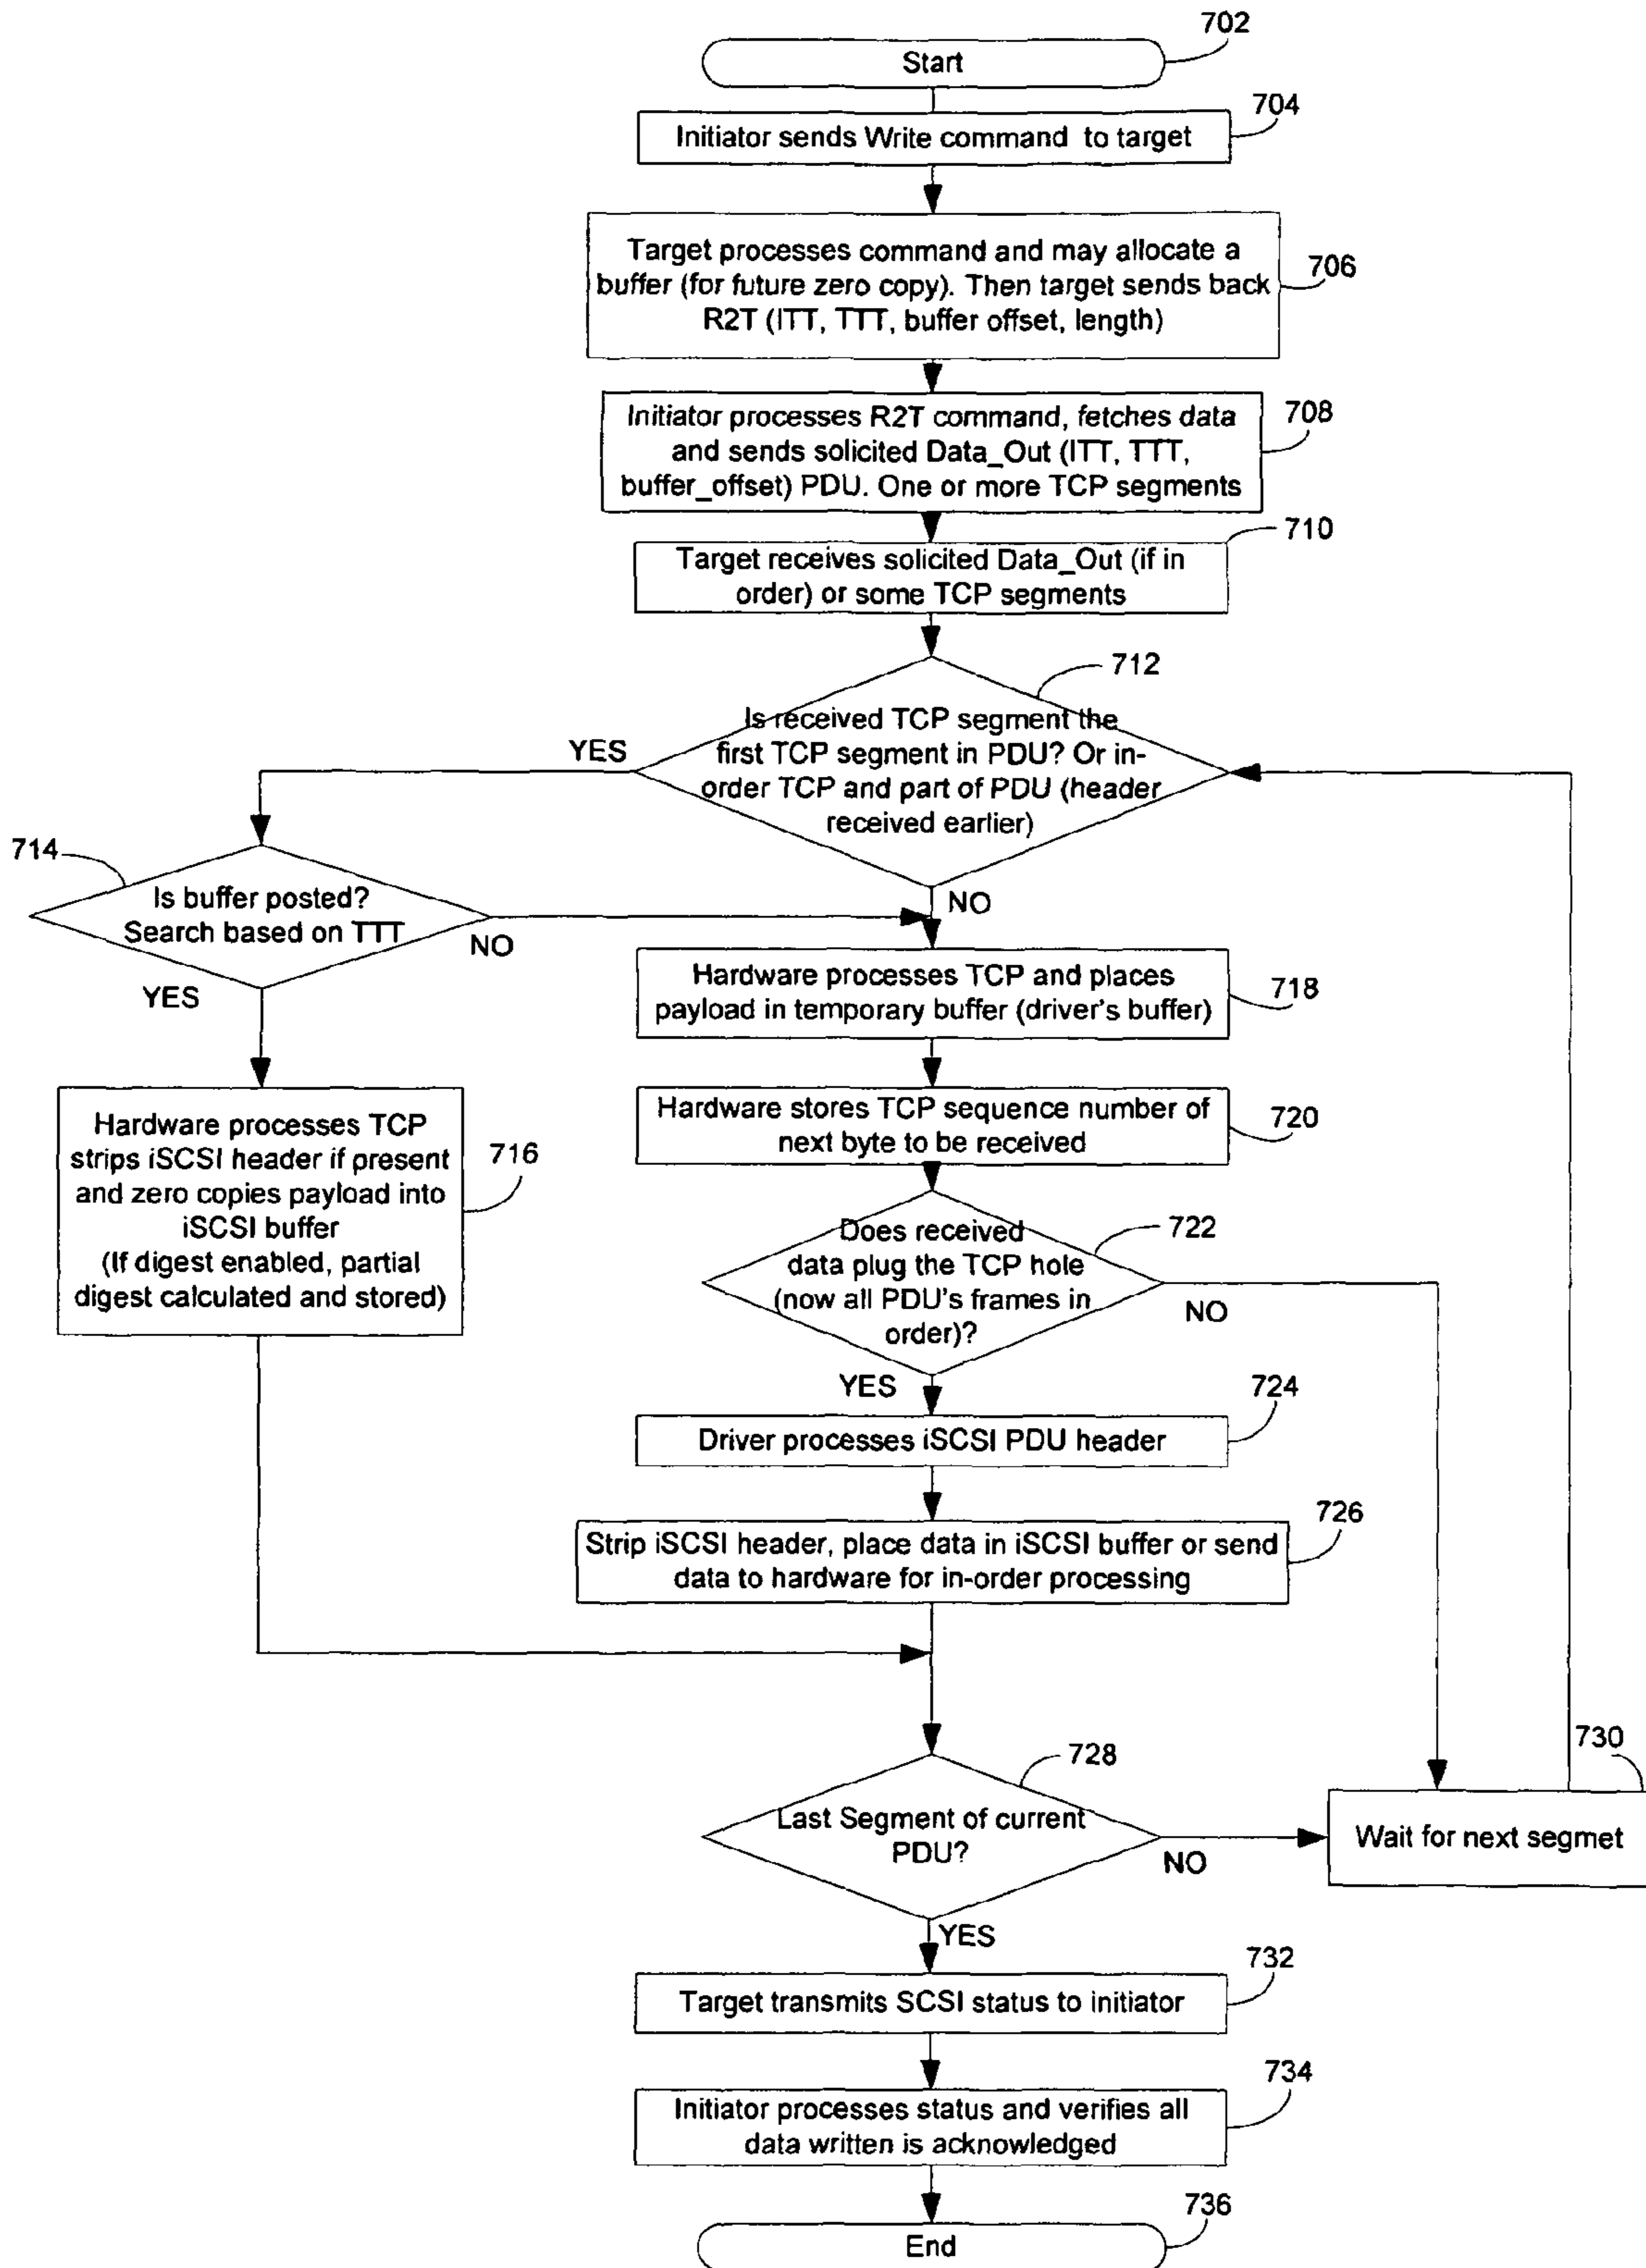 702
Start
704
Initiator sends Write command to target
Target processes command and may allocate a
buffer (for future zero copy). Then target sends back
R2T (ITT, TTT, buffer offset, length)
706
Initiator processes R2T command, fetches data
and sends solicited Data_Out (ITT, TTT,
buffer_offset) PDU. One or more TCP segments
708
710
Target receives solicited Data_Out (if in
order) or some TCP segments
712
Is received TCP segment the
first TCP segment in PDU? Or in-
order TCP and part of PDU (header
received earlier)
YES
NO
714
Is buffer posted?
Search based on TTT
NO
YES
Hardware processes TCP and places
payload in temporary buffer (driver's buffer)
718
Hardware processes TCP
strips iSCSI header if present
and zero copies payload into
iSCSI buffer
(If digest enabled, partial
digest calculated and stored)
716
Hardware stores TCP sequence number of
next byte to be received
720
Does received
data plug the TCP hole
(now all PDU's frames in
order)?
722
NO
YES
724
Driver processes iSCSI PDU header
726
Strip iSCSI header, place data in iSCSI buffer or send
data to hardware for in-order processing
728
Last Segment of current
PDU?
NO
730
Wait for next segmet
YES
732
Target transmits SCSI status to initiator
734
Initiator processes status and verifies all
data written is acknowledged
736
End